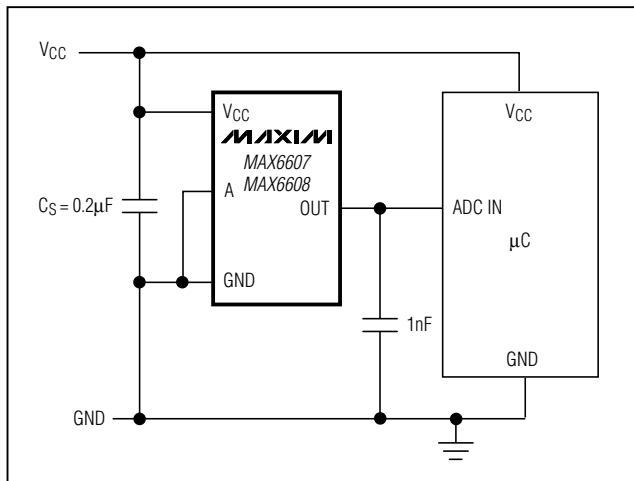 VCC
VCC
MAXIM
MAX6607
MAX6608
A
OUT
GND
CS = 0.2µF
1nF
VCC
ADC IN
µC
GND
GND